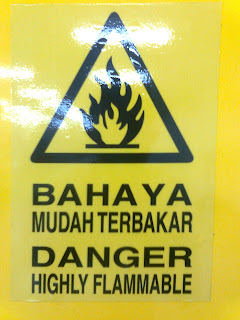 BAHAYA
MUDAH TERBAKAR
DANGER
HIGHLY FLAMMABLE